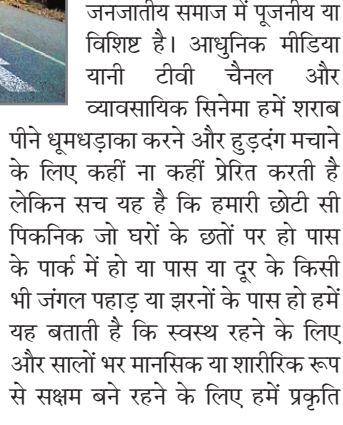 जनजातीय समाज में पूजनीय या
विशिष्ट है। आधुनिक मीडिया
यानी टीवी चैनल और
व्यावसायिक सिनेमा हमें शराब
पीने धूमधड़ाका करने और हुड़दंग मचाने
के लिए कहीं ना कहीं प्रेरित करती है
लेकिन सच यह है कि हमारी छोटी सी
पिकनिक जो घरों के छतों पर हो पास
के पार्क में हो या पास या दूर के किसी
भी जंगल पहाड़ या झरनों के पास हो हमें
यह बताती है कि स्वस्थ रहने के लिए
और सालों भर मानसिक या शारीरिक रूप
से सक्षम बने रहने के लिए हमें प्रकृति